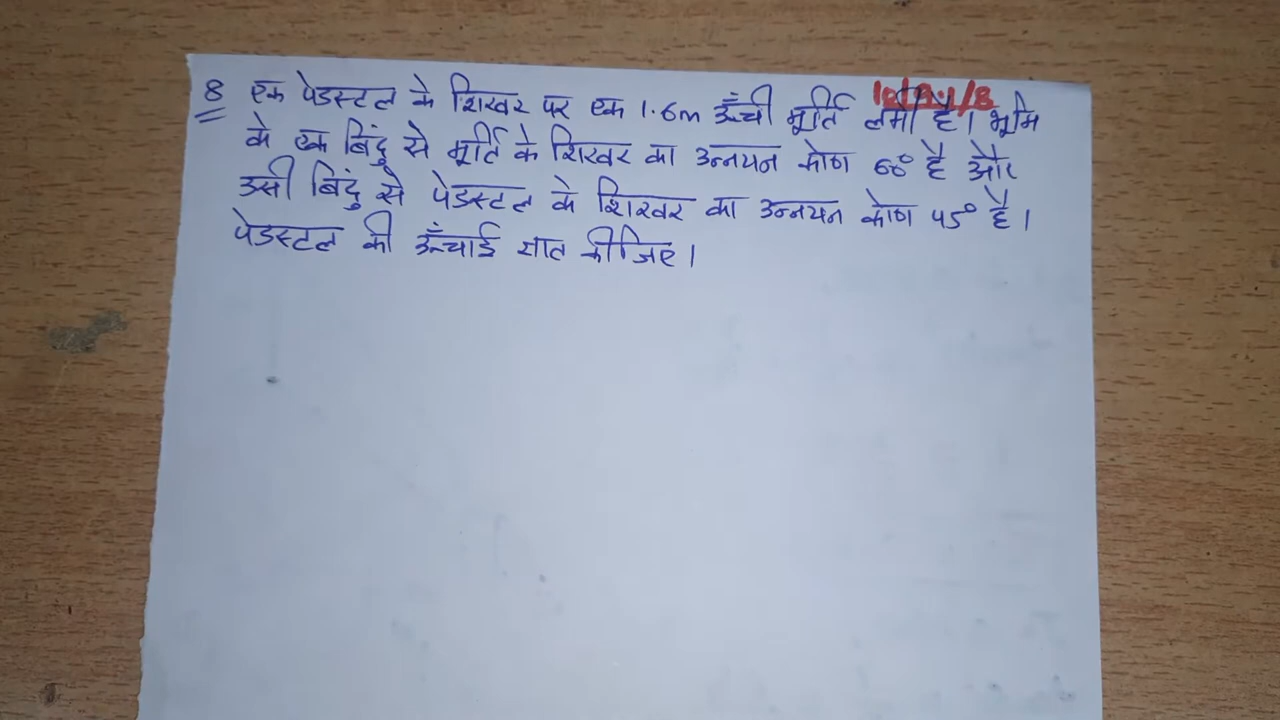 8 एक पेडस्टल के शिखर पर एक 1.6m ऊँची मूर्ति लगी है। भूमि
के एक बिंदु से मूर्ति के शिखर का उन्नयन कोण 60° है और
उसी बिंदु से पेडस्टल के शिखर का उन्नयन कोण 45° है।
पेडस्टल की ऊँचाई ज्ञात कीजिए।